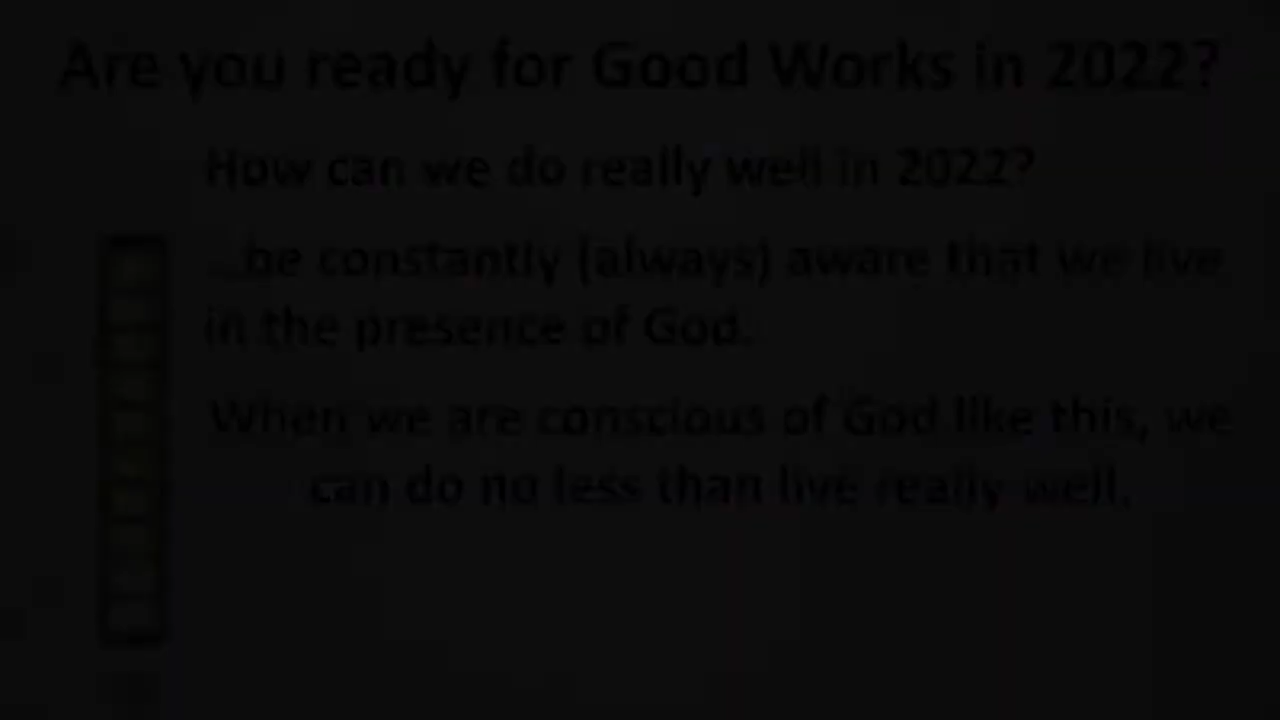 Are you ready for Good Works in 2022?
How can we do really well in 2022?
...be constantly (always) aware that we live
in the presence of God.
When we are conscious of God like this, we
can do no less than live really well.